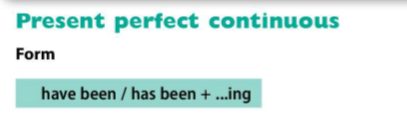 Present perfect continuous
Form
have been / has been + ...ing